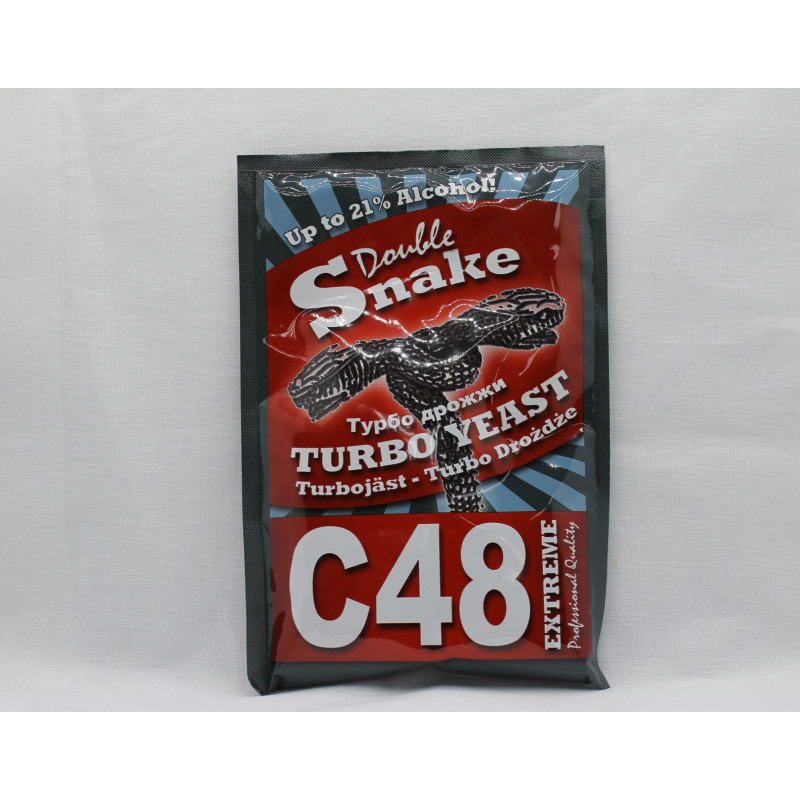 Up to 21% Alcohol!
Double
Snake
Турбо дрожжи
TURBO YEAST
Turbojäst - Turbo Drożdże
C48
EXTREME
Professional Quality